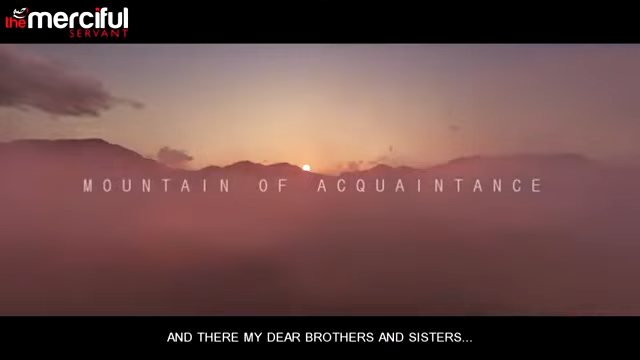 the merciful
SERVANT
MOUNTAIN OF ACQUAINTANCE
AND THERE MY DEAR BROTHERS AND SISTERS...